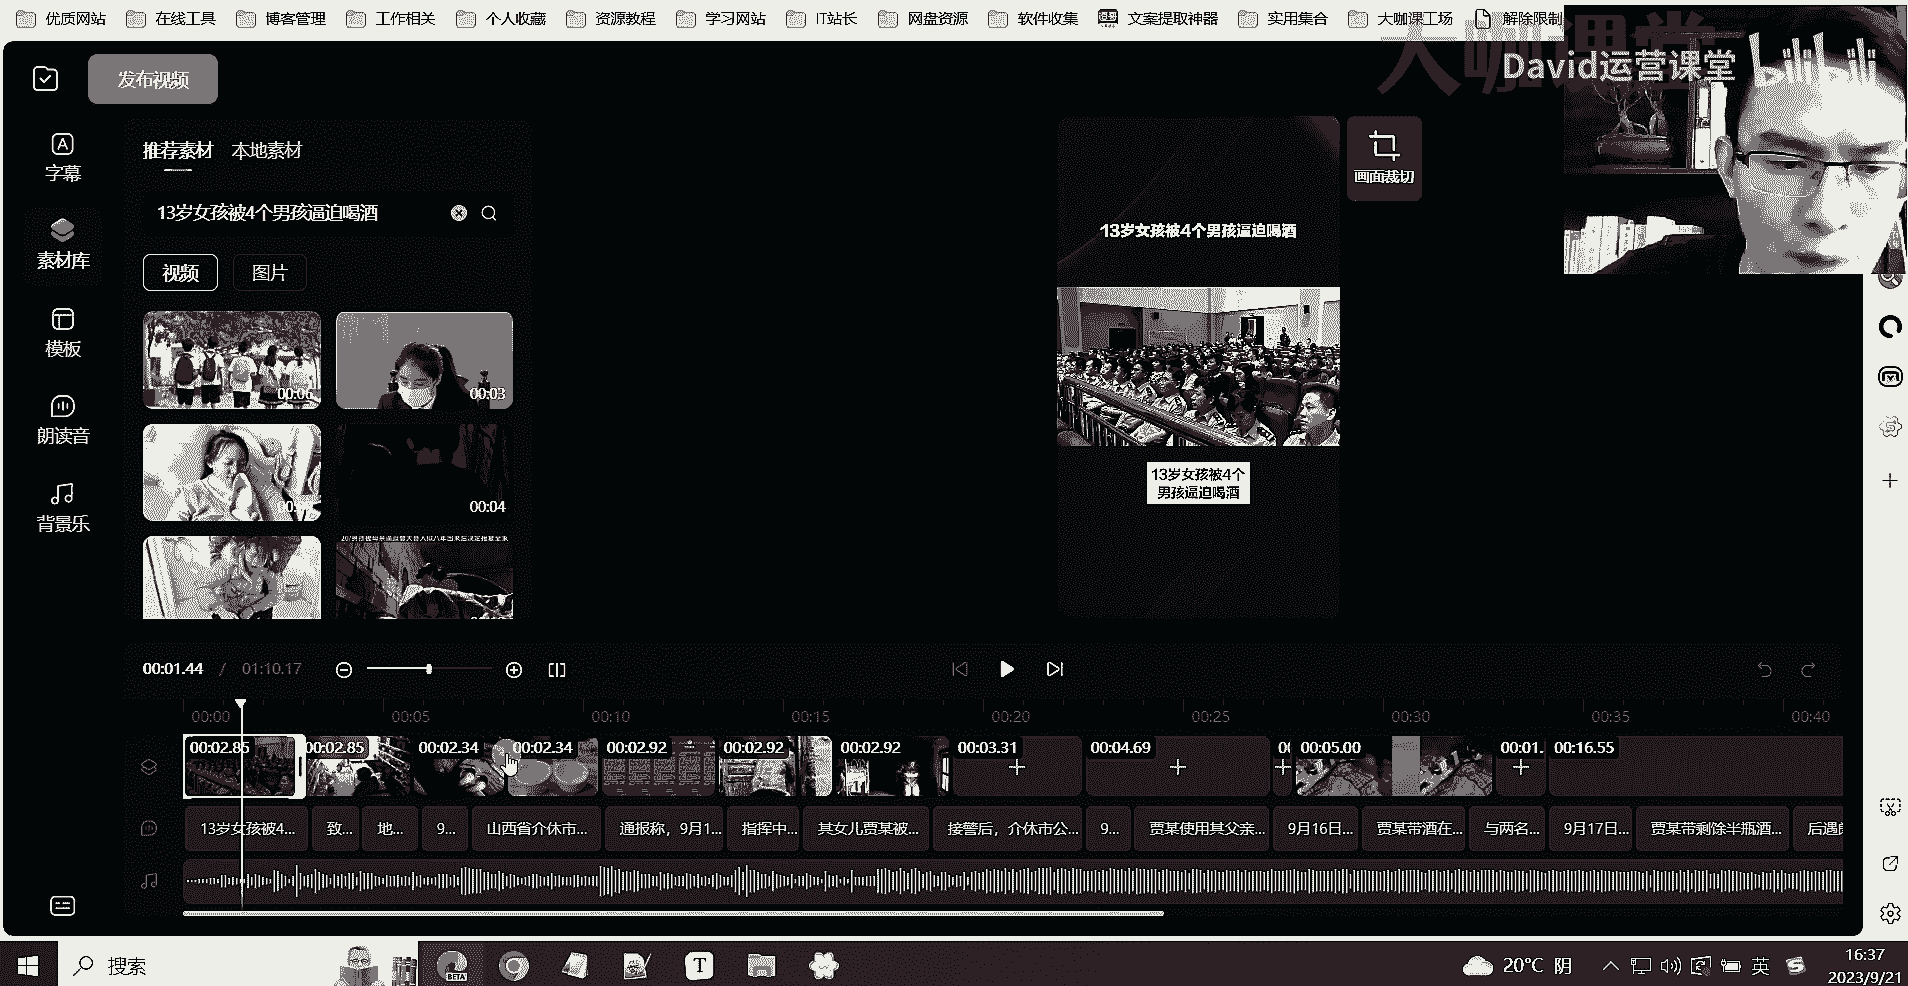 优质网站 在线工具 博客管理 工作相关 个人收藏 资源教程 学习网站 IT站长 网盘资源 软件收集 文案提取神器 实用集合 大咖课工场 解除限制
大咖课堂
David运营课堂 bilibili
发布视频
字幕
素材库
模板
朗读音
背景乐
推荐素材 本地素材
13岁女孩被4个男孩逼迫喝酒
视频 图片
00:06 00:03
00:04
画面裁切
13岁女孩被4个男孩逼迫喝酒
13岁女孩被4个
男孩逼迫喝酒
00:01.44 / 01:10.17
00:00 00:05 00:10 00:15 00:20 00:25 00:30 00:35 00:40
00:02.85 00:02.85 00:02.34 00:02.34 00:02.92 00:02.92 00:02.92 00:03.31 00:04.69 00:05.00 00:01. 00:16.55
13岁女孩被4... 致... 地... 9... 山西省介休市... 通报称，9月1... 指挥中... 其女儿贾某被... 接警后，介休市公... 9... 贾某使用其父亲... 9月16日... 贾某带酒在... 与两名... 9月17日... 贾某带剩除半瓶酒...
搜索
BETA
T
20°C 阴
英
16:37
2023/9/21